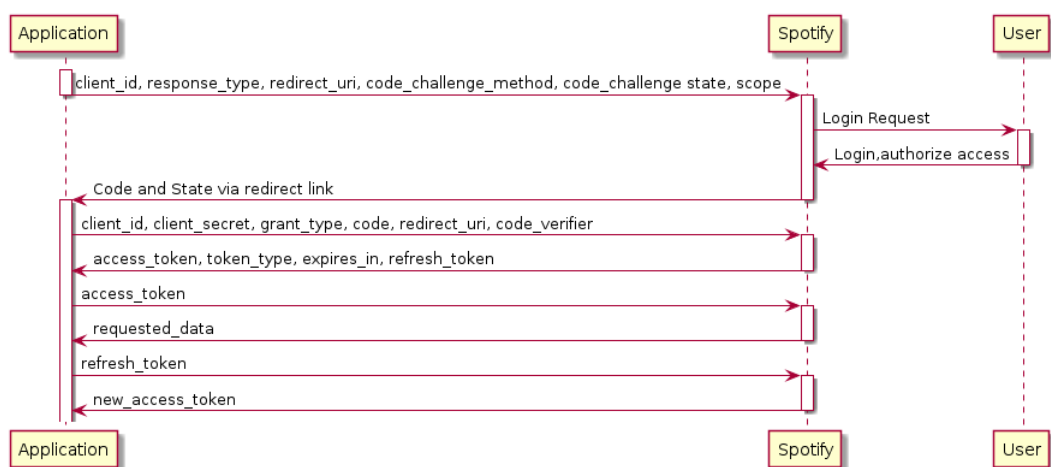 Application
Spotify
User
client_id, response_type, redirect_uri, code_challenge_method, code_challenge state, scope
Login Request
Login,authorize access
Code and State via redirect link
client_id, client_secret, grant_type, code, redirect_uri, code_verifier
access_token, token_type, expires_in, refresh_token
access_token
requested_data
refresh_token
new_access_token
Application
Spotify
User